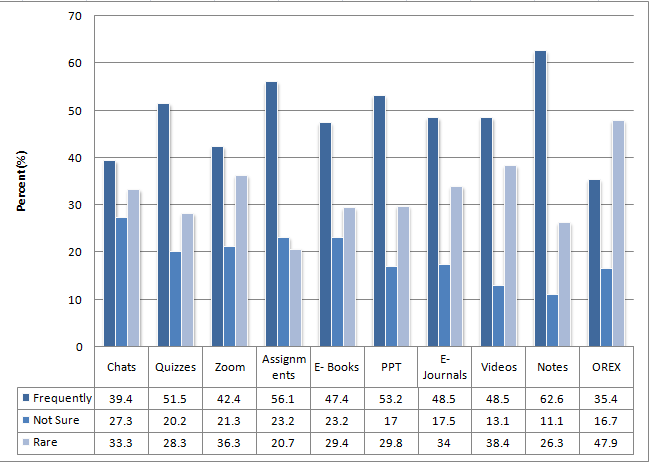 70
60
50
40
30
20
10
0
Percent(%)
Chats Quizzes Zoom Assignm ents E- Books PPT E- Journals Videos Notes OREX
Frequently 39.4 51.5 42.4 56.1 47.4 53.2 48.5 48.5 62.6 35.4
Not Sure 27.3 20.2 21.3 23.2 23.2 17 17.5 13.1 11.1 16.7
Rare 33.3 28.3 36.3 20.7 29.4 29.8 34 38.4 26.3 47.9